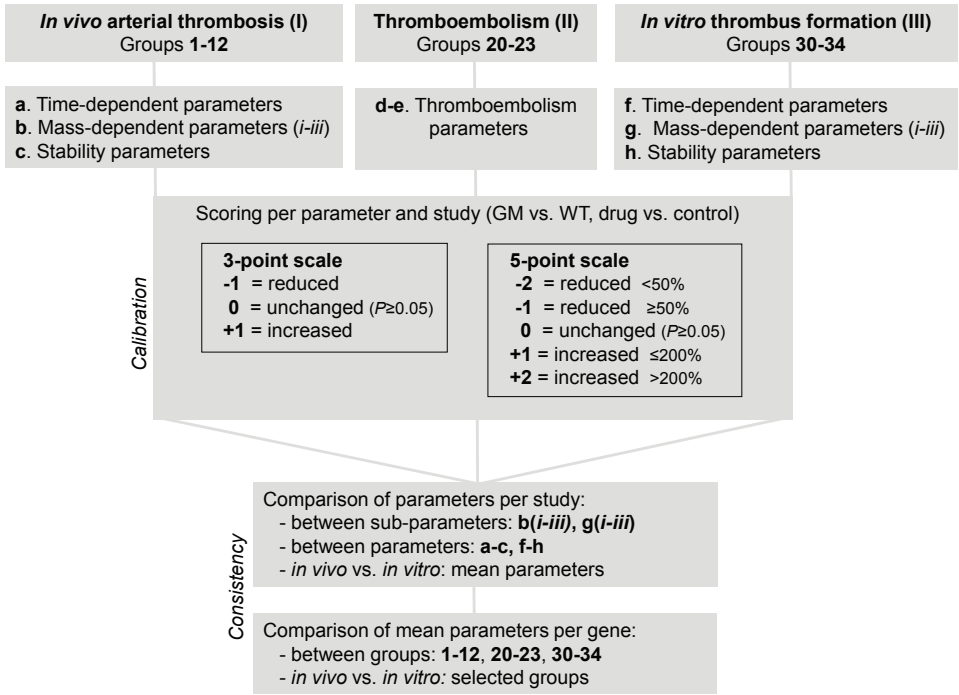 In vivo arterial thrombosis (I)
Groups 1-12
Thromboembolism (II)
Groups 20-23
In vitro thrombus formation (III)
Groups 30-34
a. Time-dependent parameters
b. Mass-dependent parameters (i-iii)
c. Stability parameters
d-e. Thromboembolism
parameters
f. Time-dependent parameters
g. Mass-dependent parameters (i-iii)
h. Stability parameters
Calibration
Scoring per parameter and study (GM vs. WT, drug vs. control)
3-point scale
-1 = reduced
0 = unchanged (P≥0.05)
+1 = increased
5-point scale
-2 = reduced <50%
-1 = reduced ≥50%
0 = unchanged (P≥0.05)
+1 = increased ≤200%
+2 = increased >200%
Consistency
Comparison of parameters per study:
- between sub-parameters: b(i-iii), g(i-iii)
- between parameters: a-c, f-h
- in vivo vs. in vitro: mean parameters
Comparison of mean parameters per gene:
- between groups: 1-12, 20-23, 30-34
- in vivo vs. in vitro: selected groups